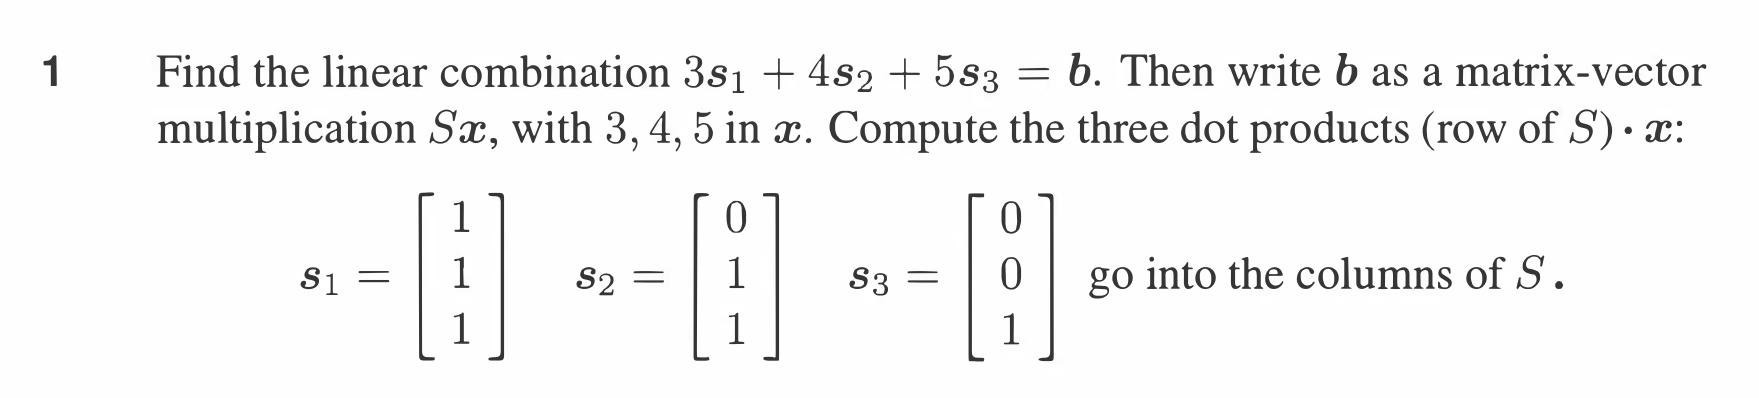 1 Find the linear combination 3s₁ + 4s₂ + 5s₃ = b. Then write b as a matrix-vector
multiplication Sx, with 3, 4, 5 in x. Compute the three dot products (row of S) · x:
s₁ = [1 1 1] s₂ = [0 1 1] s₃ = [0 0 1] go into the columns of S.